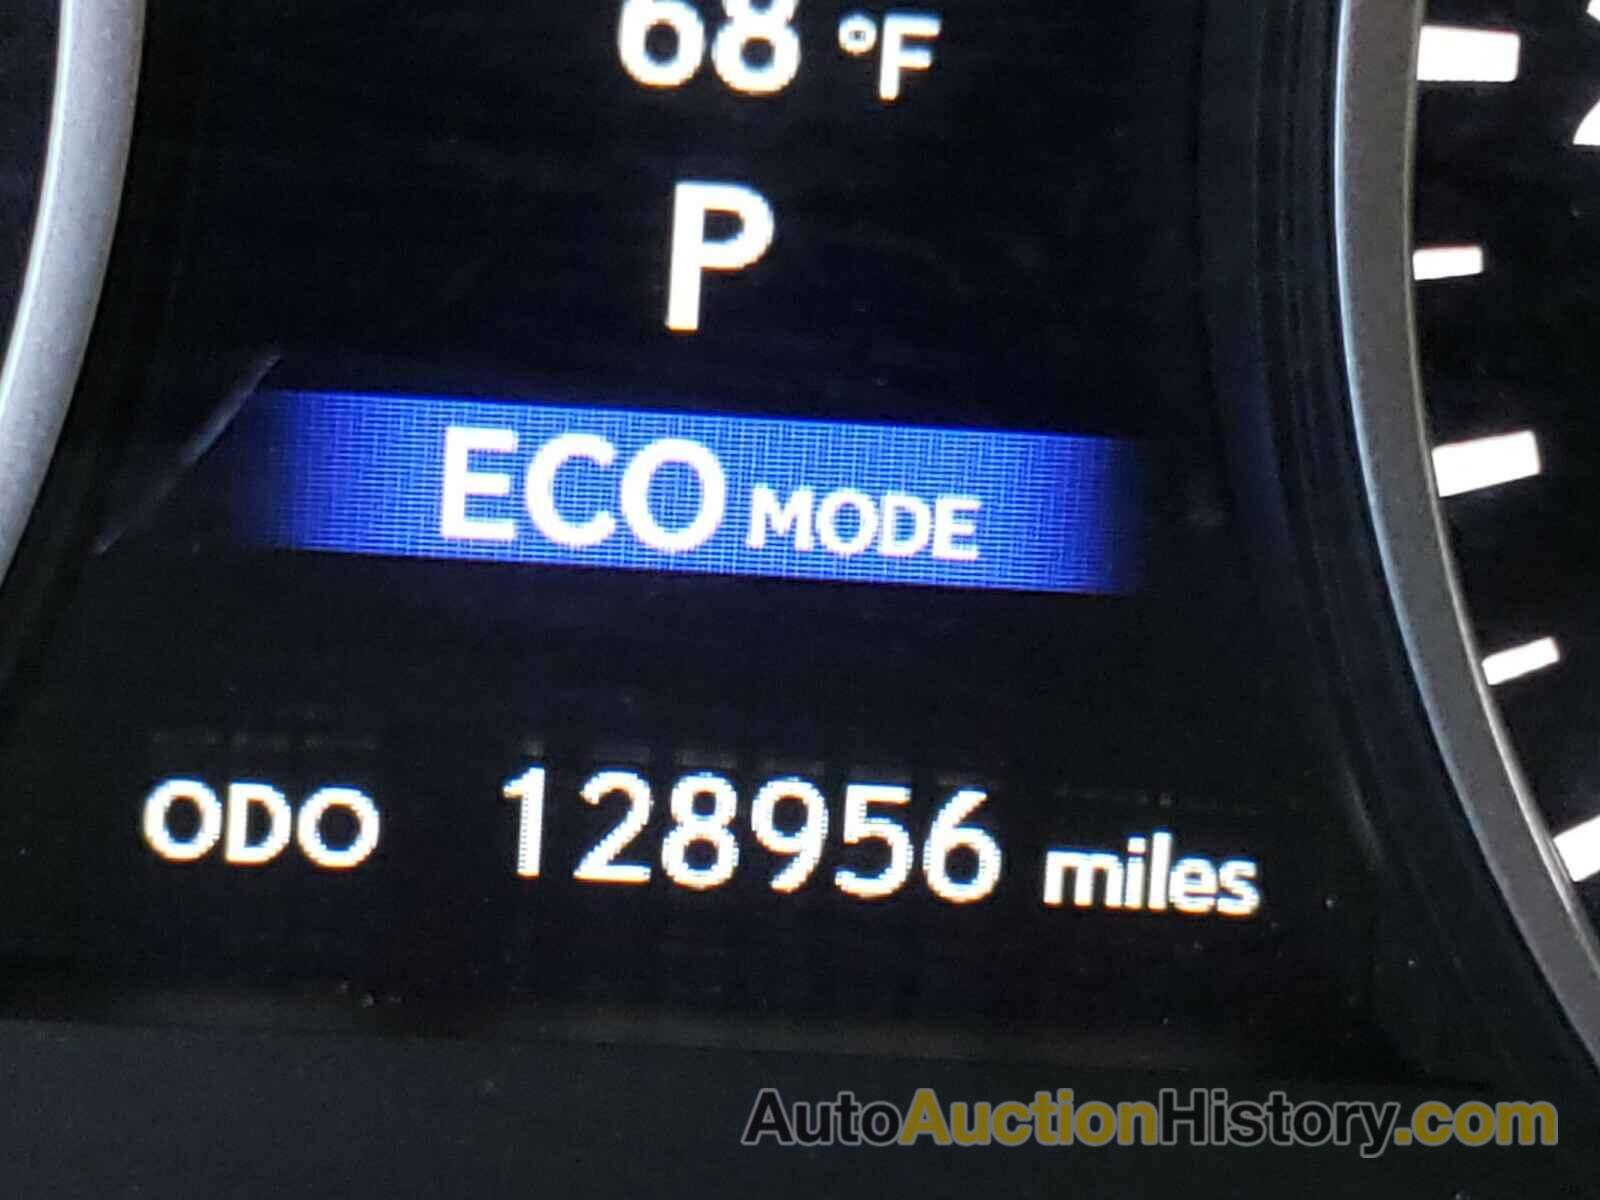 68 °F
P
ECO MODE
ODO 128956 miles
AutoAuctionHistory.com